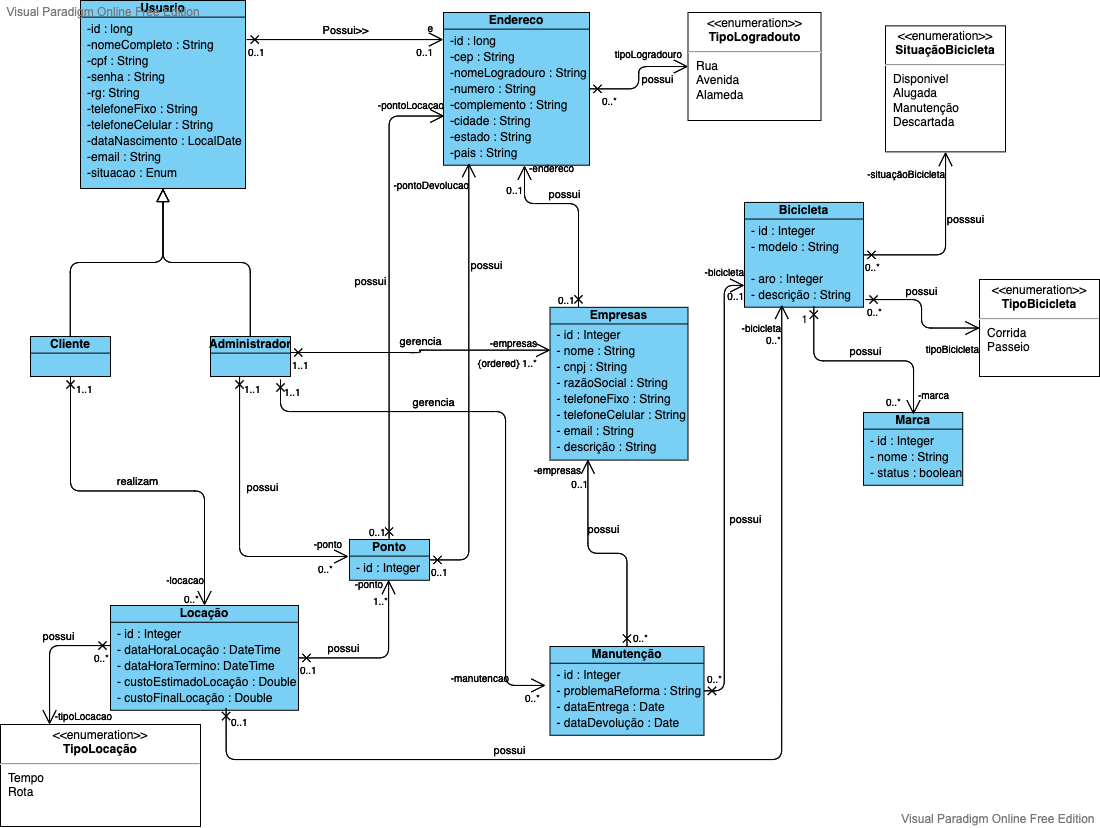 Visual Paradigm Online Free Edition
Usuario
-id : long
-nomeCompleto : String
-cpf : String
-senha : String
-rg: String
-telefoneFixo : String
-telefoneCelular : String
-dataNascimento : LocalDate
-email : String
-situacao : Enum
Possui>>
0..1
e
0..1
Endereco
-id : long
-cep : String
-nomeLogradouro : String
-numero : String
-complemento : String
-cidade : String
-estado : String
-pais : String
tipoLogradouro
possui
0..*
<<enumeration>>
TipoLogradouto
Rua
Avenida
Alameda
<<enumeration>>
SituaçãoBicicleta
Disponivel
Alugada
Manutenção
Descartada
-pontoLocaçao
-pontoDevolucao
-endereco
0..1
possui
-situaçãoBicicleta
posssui
0..*
Bicicleta
- id : Integer
- modelo : String
- aro : Integer
- descrição : String
-bicicleta
0..1
-bicicleta
0..*
possui
0..*
tipoBicicleta
<<enumeration>>
TipoBicicleta
Corrida
Passeio
1
possui
0..*
-marca
Marca
- id : Integer
- nome : String
- status : boolean
possui
possui
0..1
Empresas
- id : Integer
- nome : String
- cnpj : String
- razãoSocial : String
- telefoneFixo : String
- telefoneCelular : String
- email : String
- descrição : String
Cliente
1..1
Administrador
1..1
gerencia
-empresas
{ordered} 1..*
1..1
1..1
gerencia
-empresas
0..1
possui
0..*
realizam
possui
possui
-ponto
0..*
0..1
Ponto
- id : Integer
0..1
-ponto
1..*
-locacao
0..*
Locação
- id : Integer
- dataHoraLocação : DateTime
- dataHoraTermino: DateTime
- custoEstimadoLocação : Double
- custoFinalLocação : Double
possui
0..1
possui
0..*
-tipoLocacao
0..1
<<enumeration>>
TipoLocação
Tempo
Rota
-manutencao
0..*
Manutenção
- id : Integer
- problemaReforma : String
- dataEntrega : Date
- dataDevolução : Date
0..*
possui
Visual Paradigm Online Free Edition